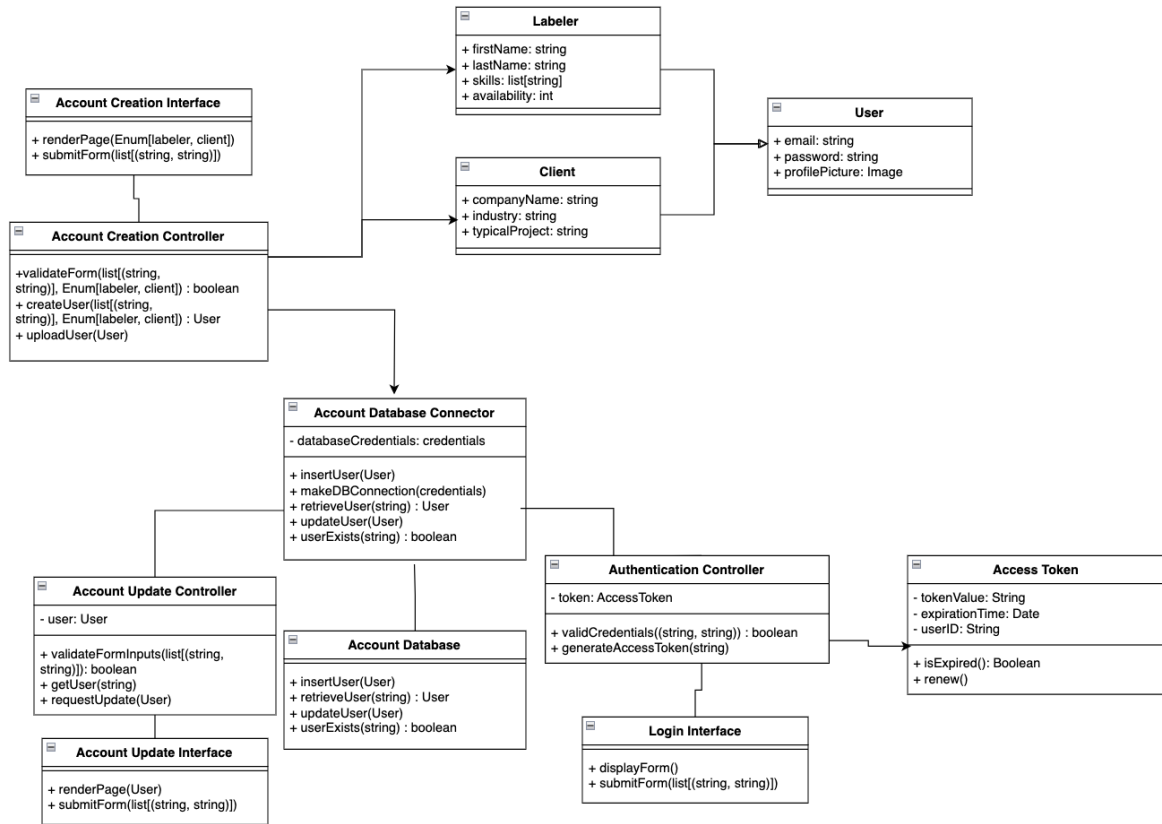 Labeler
+ firstName: string
+ lastName: string
+ skills: list[string]
+ availability: int
Account Creation Interface
+ renderPage(Enum[labeler, client])
+ submitForm(list[(string, string)])
User
+ email: string
+ password: string
+ profilePicture: Image
Client
+ companyName: string
+ industry: string
+ typicalProject: string
Account Creation Controller
+validateForm(list[(string,
string)], Enum[labeler, client]) : boolean
+ createUser(list[(string,
string)], Enum[labeler, client]) : User
+ uploadUser(User)
Account Database Connector
- databaseCredentials: credentials
+ insertUser(User)
+ makeDBConnection(credentials)
+ retrieveUser(string) : User
+ updateUser(User)
+ userExists(string) : boolean
Account Update Controller
- user: User
+ validateFormInputs(list[(string,
string)]): boolean
+ getUser(string)
+ requestUpdate(User)
Account Database
+ insertUser(User)
+ retrieveUser(string) : User
+ updateUser(User)
+ userExists(string) : boolean
Authentication Controller
- token: AccessToken
+ validCredentials((string, string)) : boolean
+ generateAccessToken(string)
Access Token
- tokenValue: String
- expirationTime: Date
- userID: String
+ isExpired(): Boolean
+ renew()
Account Update Interface
+ renderPage(User)
+ submitForm(list[(string, string)])
Login Interface
+ displayForm()
+ submitForm(list[(string, string)])